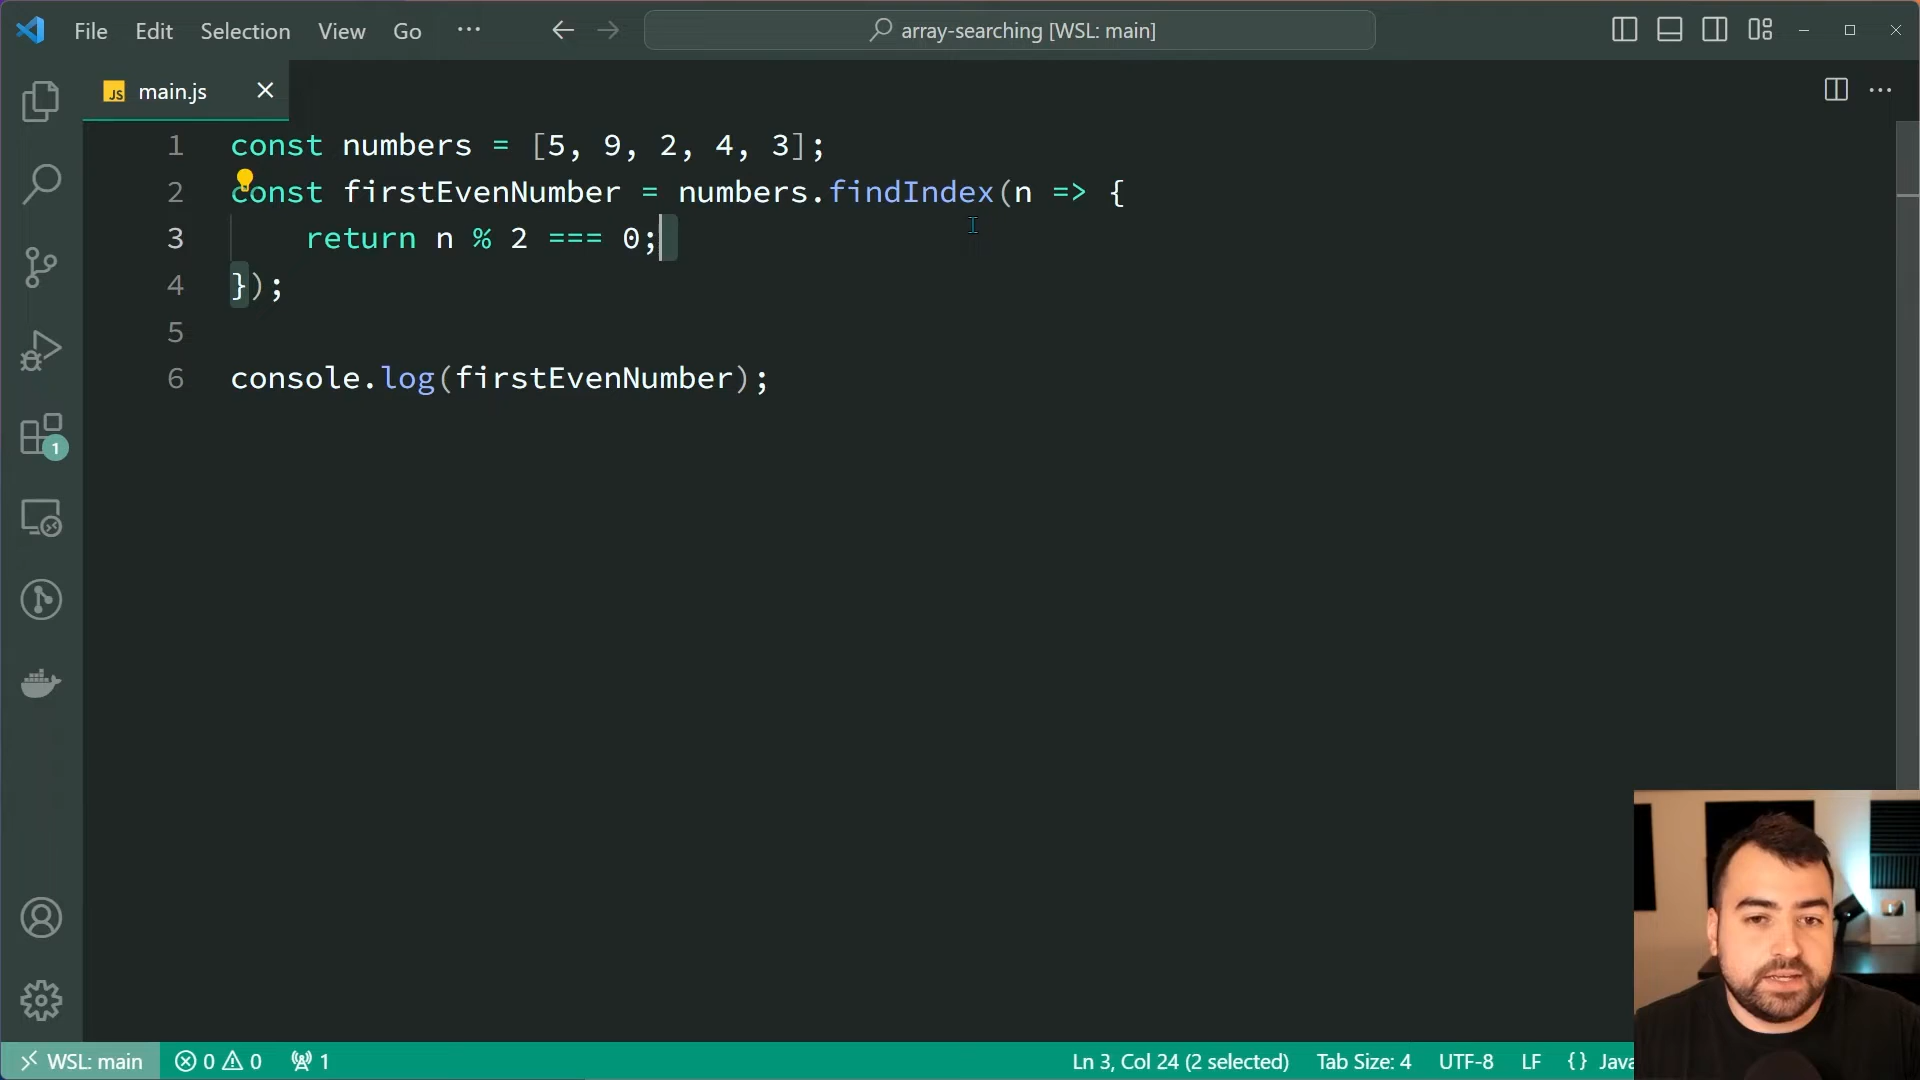 File Edit Selection View Go ... array-searching [WSL: main]
JS main.js
1 const numbers = [5, 9, 2, 4, 3];
2 const firstEvenNumber = numbers.findIndex(n => {
3 return n % 2 === 0;
4 });
5
6 console.log(firstEvenNumber);
1
WSL: main 0 0 1 Ln 3, Col 24 (2 selected) Tab Size: 4 UTF-8 LF {} Java